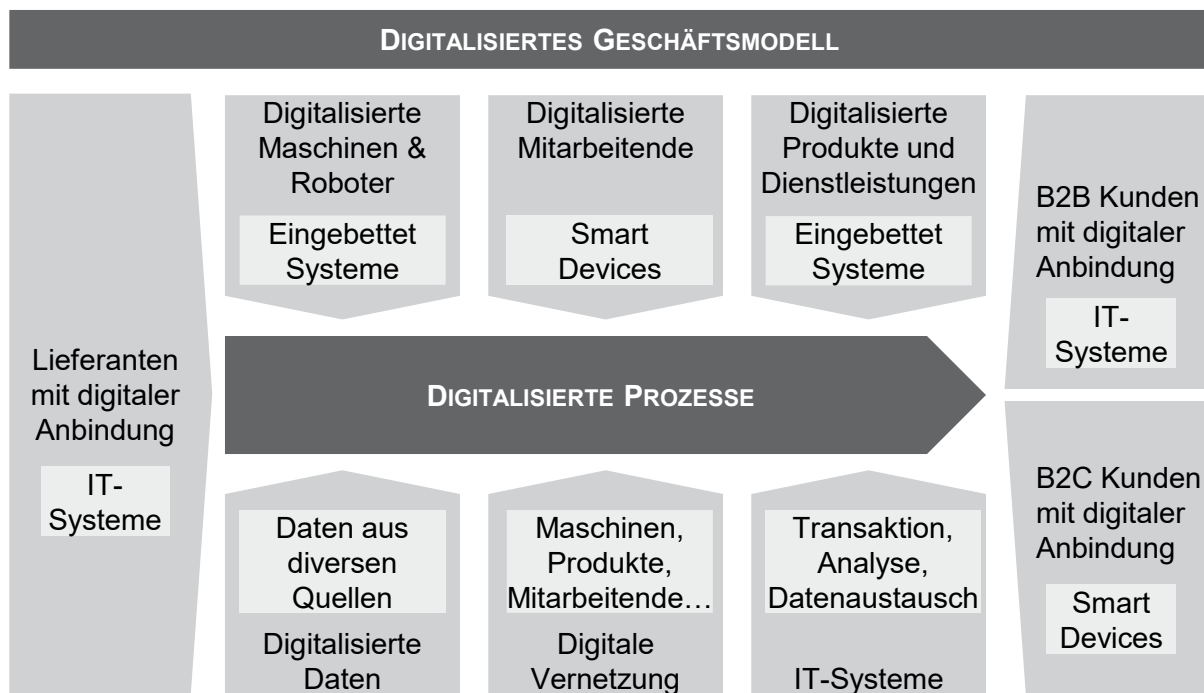 DIGITALISIERTES GESCHÄFTSMODELL
Lieferanten
mit digitaler
Anbindung
IT-
Systeme
Digitalisierte
Maschinen &
Roboter
Eingebettet
Systeme
Digitalisierte
Mitarbeitende
Smart
Devices
Digitalisierte
Produkte und
Dienstleistungen
Eingebettet
Systeme
DIGITALISIERTE PROZESSE
Daten aus
diversen
Quellen
Digitalisierte
Daten
Maschinen,
Produkte,
Mitarbeitende…
Digitale
Vernetzung
Transaktion,
Analyse,
Datenaustausch
IT-Systeme
B2B Kunden
mit digitaler
Anbindung
IT-
Systeme
B2C Kunden
mit digitaler
Anbindung
Smart
Devices